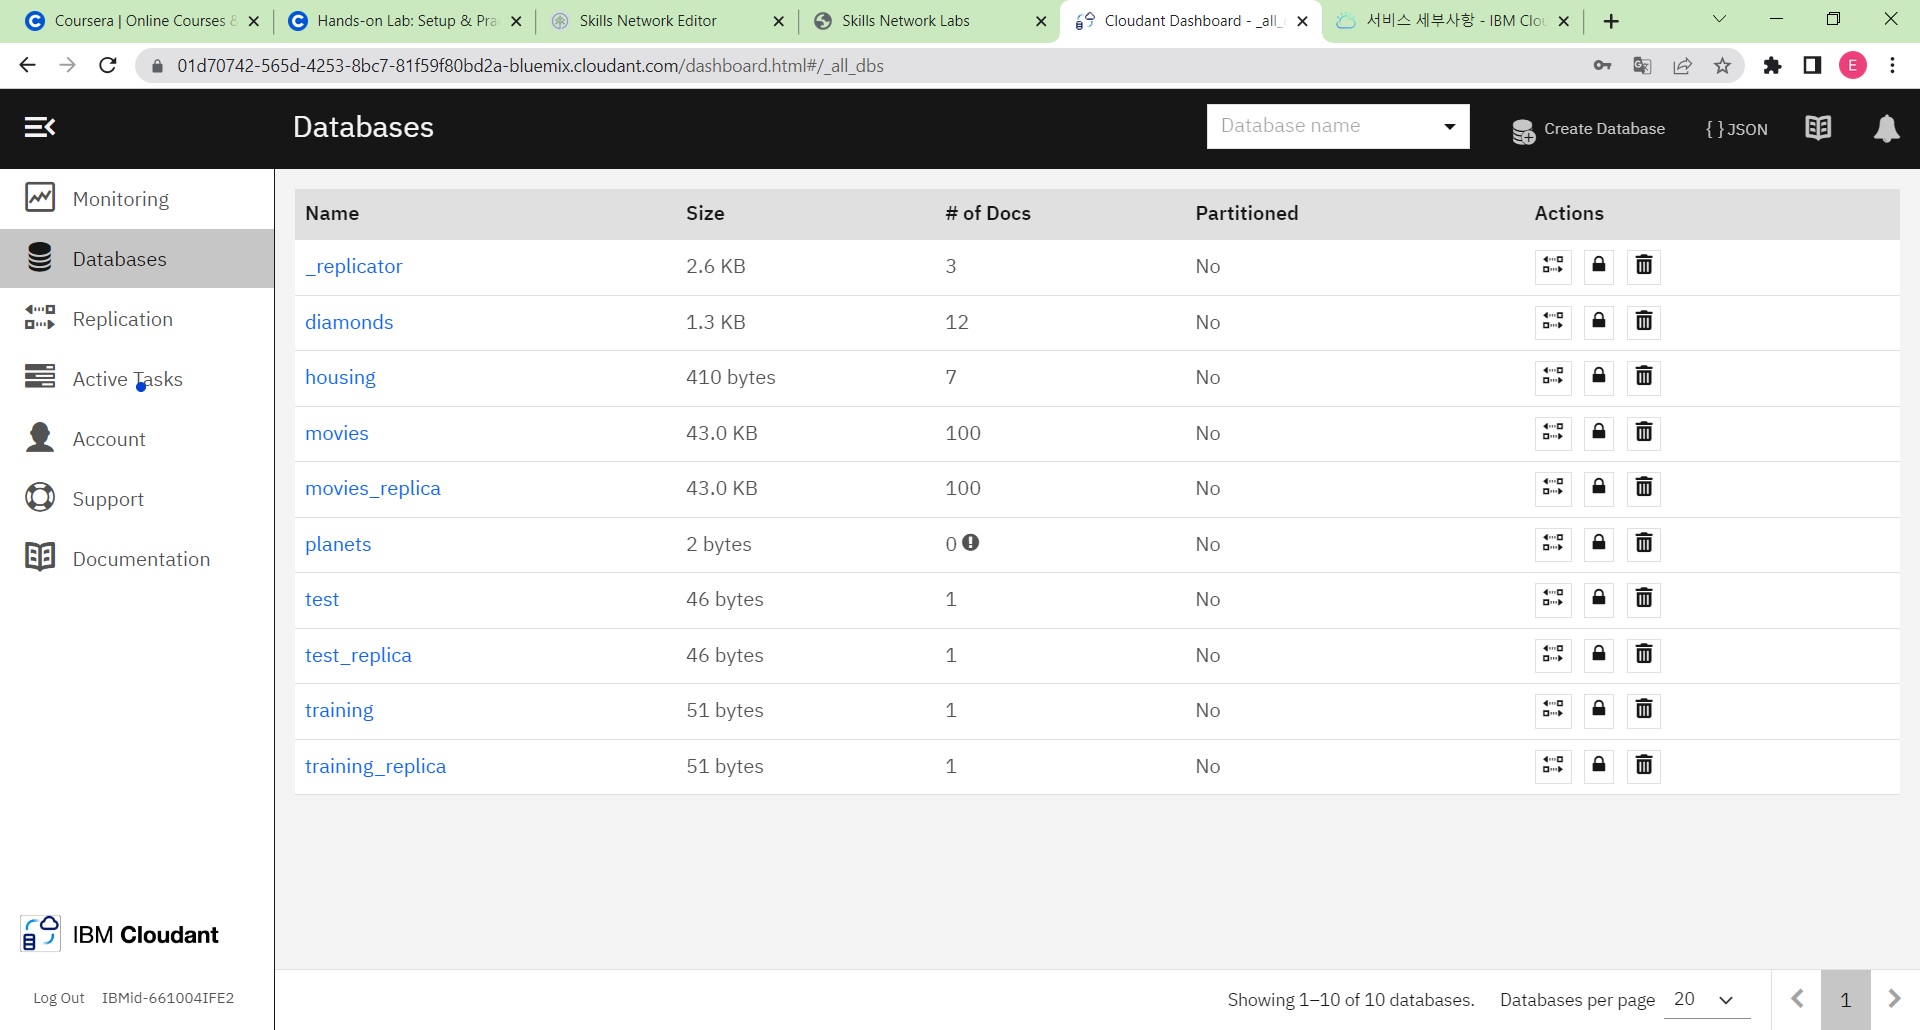 Coursera | Online Courses &
Hands-on Lab: Setup & Pra
Skills Network Editor
Skills Network Labs
Cloudant Dashboard - _all_
서비스 세부사항 - IBM Clou
01d70742-565d-4253-8bc7-81f59f80bd2a-bluemix.cloudant.com/dashboard.html#/_all_dbs
E
Databases
Database name
Create Database
{ } JSON
Monitoring
Databases
Replication
Active Tasks
Account
Support
Documentation
Name Size # of Docs Partitioned Actions
_replicator 2.6 KB 3 No
diamonds 1.3 KB 12 No
housing 410 bytes 7 No
movies 43.0 KB 100 No
movies_replica 43.0 KB 100 No
planets 2 bytes 0 No
test 46 bytes 1 No
test_replica 46 bytes 1 No
training 51 bytes 1 No
training_replica 51 bytes 1 No
IBM Cloudant
Log Out IBMid-661004IFE2
Showing 1–10 of 10 databases. Databases per page 20 1